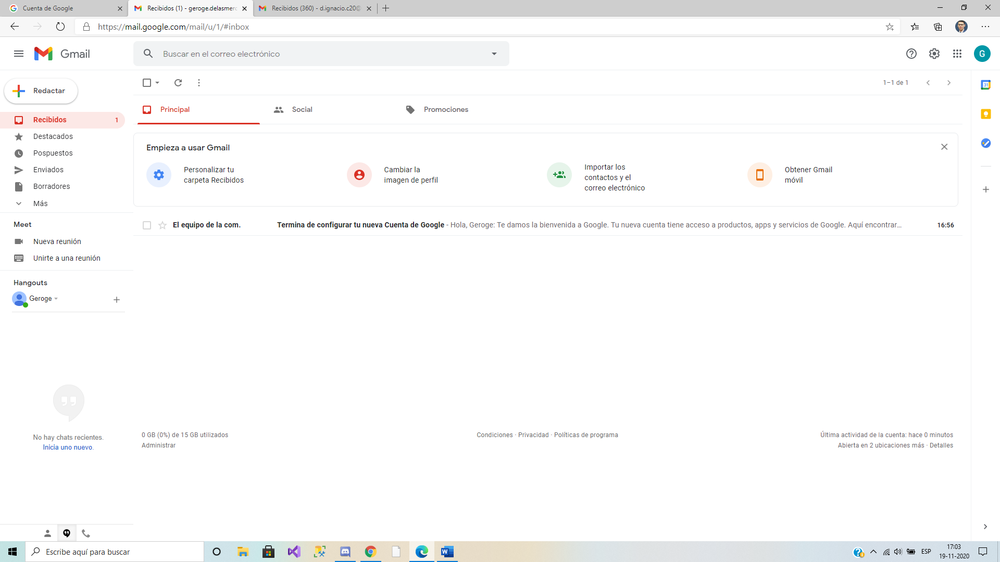 Cuenta de Google
Recibidos (1) - geroge.delasmerc
Recibidos (360) - d.ignacio.c20@
https://mail.google.com/mail/u/1/#inbox
Gmail
Buscar en el correo electrónico
G
Redactar
1–1 de 1
31
Principal
Social
Promociones
Recibidos 1
Destacados
Pospuestos
Enviados
Borradores
Más
Empieza a usar Gmail
Personalizar tu
carpeta Recibidos
Cambiar la
imagen de perfil
Importar los
contactos y el
correo electrónico
Obtener Gmail
móvil
El equipo de la com. Termina de configurar tu nueva Cuenta de Google - Hola, Geroge: Te damos la bienvenida a Google. Tu nueva cuenta tiene acceso a productos, apps y servicios de Google. Aquí encontrar... 16:56
Meet
Nueva reunión
Unirte a una reunión
Hangouts
Geroge
No hay chats recientes.
Inicia uno nuevo.
0 GB (0%) de 15 GB utilizados
Administrar
Condiciones · Privacidad · Políticas de programa
Última actividad de la cuenta: hace 0 minutos
Abierta en 2 ubicaciones más · Detalles
Escribe aquí para buscar
ESP
17:03
19-11-2020